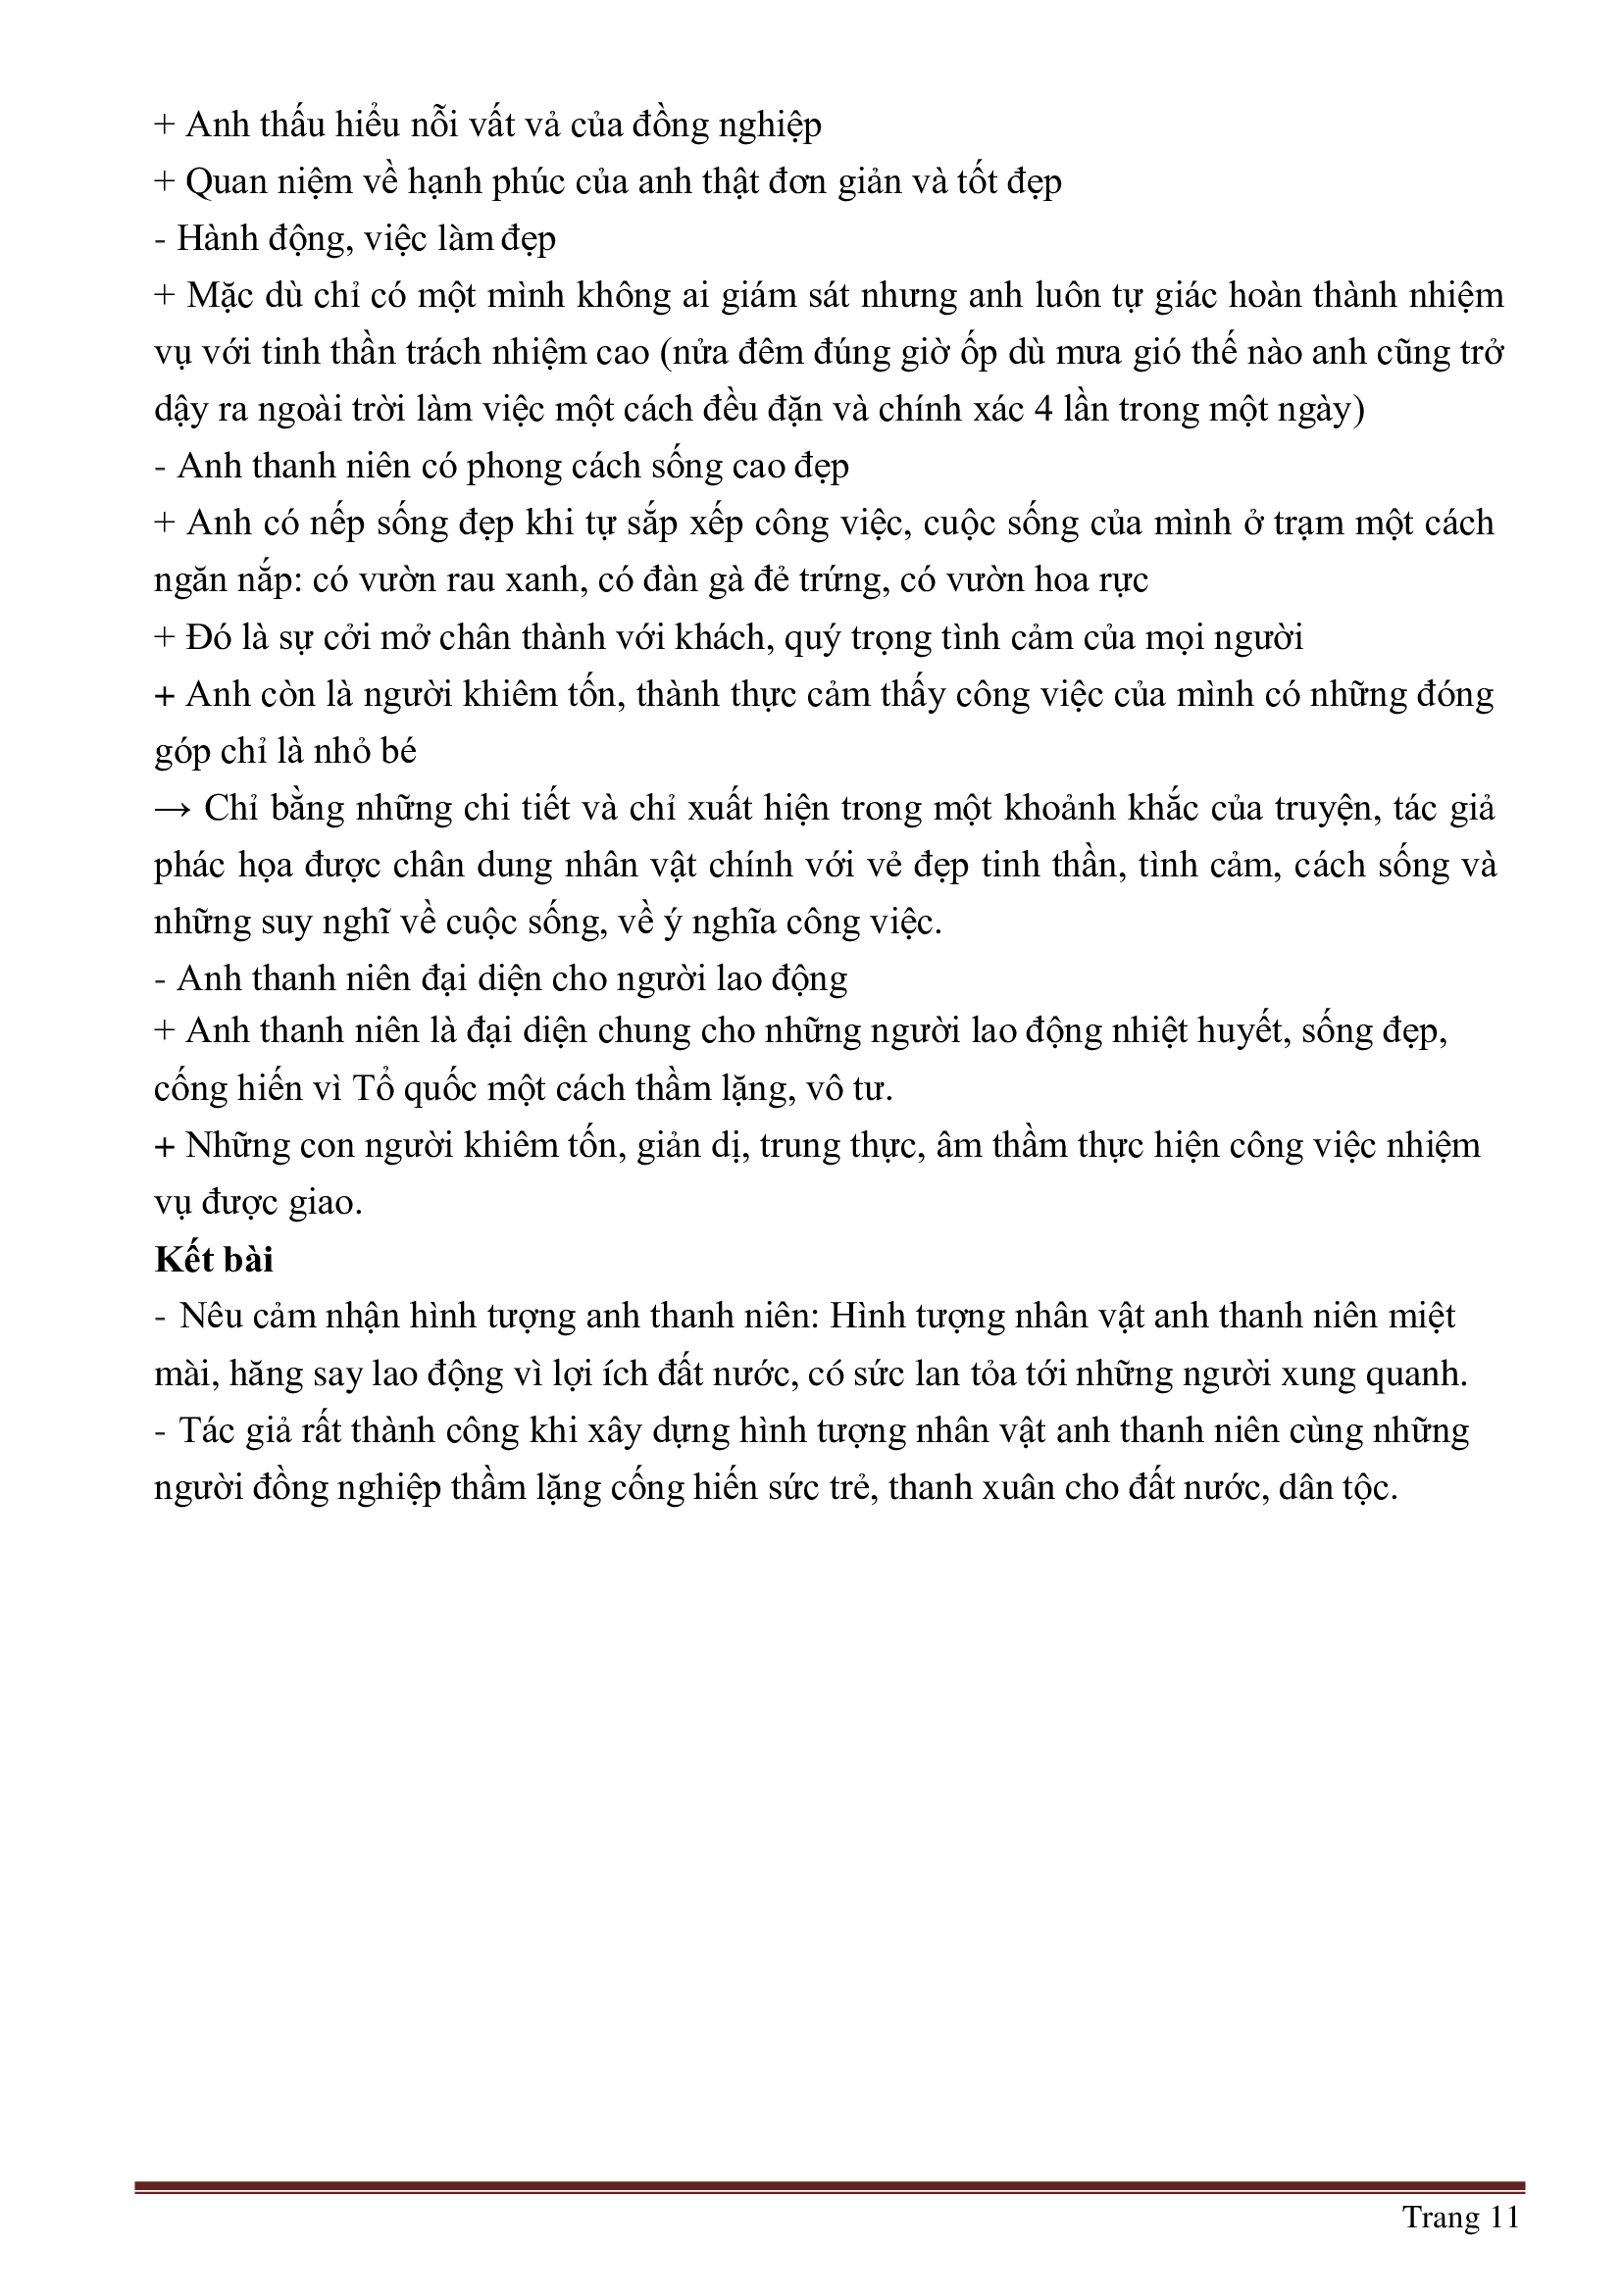 + Anh thấu hiểu nỗi vất vả của đồng nghiệp
+ Quan niệm về hạnh phúc của anh thật đơn giản và tốt đẹp
- Hành động, việc làm đẹp
+ Mặc dù chỉ có một mình không ai giám sát nhưng anh luôn tự giác hoàn thành nhiệm
vụ với tinh thần trách nhiệm cao (nửa đêm đúng giờ ốp dù mưa gió thế nào anh cũng trở
dậy ra ngoài trời làm việc một cách đều đặn và chính xác 4 lần trong một ngày)
- Anh thanh niên có phong cách sống cao đẹp
+ Anh có nếp sống đẹp khi tự sắp xếp công việc, cuộc sống của mình ở trạm một cách
ngăn nắp: có vườn rau xanh, có đàn gà đẻ trứng, có vườn hoa rực
+ Đó là sự cởi mở chân thành với khách, quý trọng tình cảm của mọi người
+ Anh còn là người khiêm tốn, thành thực cảm thấy công việc của mình có những đóng
góp chỉ là nhỏ bé
→ Chỉ bằng những chi tiết và chỉ xuất hiện trong một khoảnh khắc của truyện, tác giả
phác họa được chân dung nhân vật chính với vẻ đẹp tinh thần, tình cảm, cách sống và
những suy nghĩ về cuộc sống, về ý nghĩa công việc.
- Anh thanh niên đại diện cho người lao động
+ Anh thanh niên là đại diện chung cho những người lao động nhiệt huyết, sống đẹp,
cống hiến vì Tổ quốc một cách thầm lặng, vô tư.
+ Những con người khiêm tốn, giản dị, trung thực, âm thầm thực hiện công việc nhiệm
vụ được giao.
Kết bài
- Nêu cảm nhận hình tượng anh thanh niên: Hình tượng nhân vật anh thanh niên miệt
mài, hăng say lao động vì lợi ích đất nước, có sức lan tỏa tới những người xung quanh.
- Tác giả rất thành công khi xây dựng hình tượng nhân vật anh thanh niên cùng những
người đồng nghiệp thầm lặng cống hiến sức trẻ, thanh xuân cho đất nước, dân tộc.
Trang 11